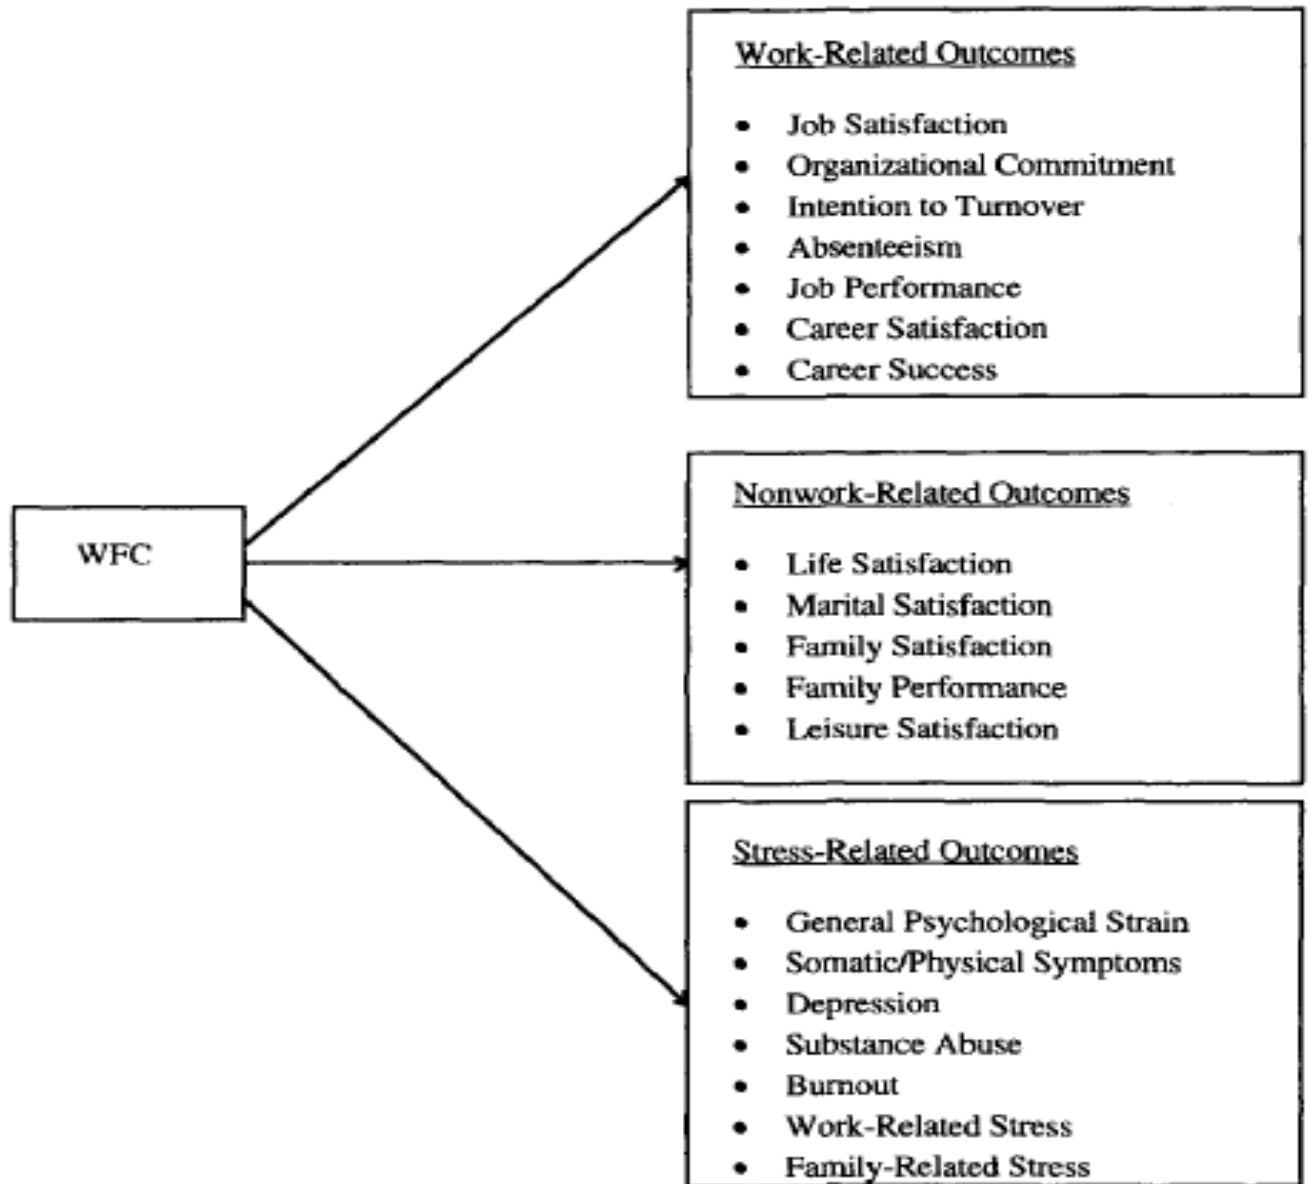 Work-Related Outcomes
• Job Satisfaction
• Organizational Commitment
• Intention to Turnover
• Absenteeism
• Job Performance
• Career Satisfaction
• Career Success
WFC
Nonwork-Related Outcomes
• Life Satisfaction
• Marital Satisfaction
• Family Satisfaction
• Family Performance
• Leisure Satisfaction
Stress-Related Outcomes
• General Psychological Strain
• Somatic/Physical Symptoms
• Depression
• Substance Abuse
• Burnout
• Work-Related Stress
• Family-Related Stress